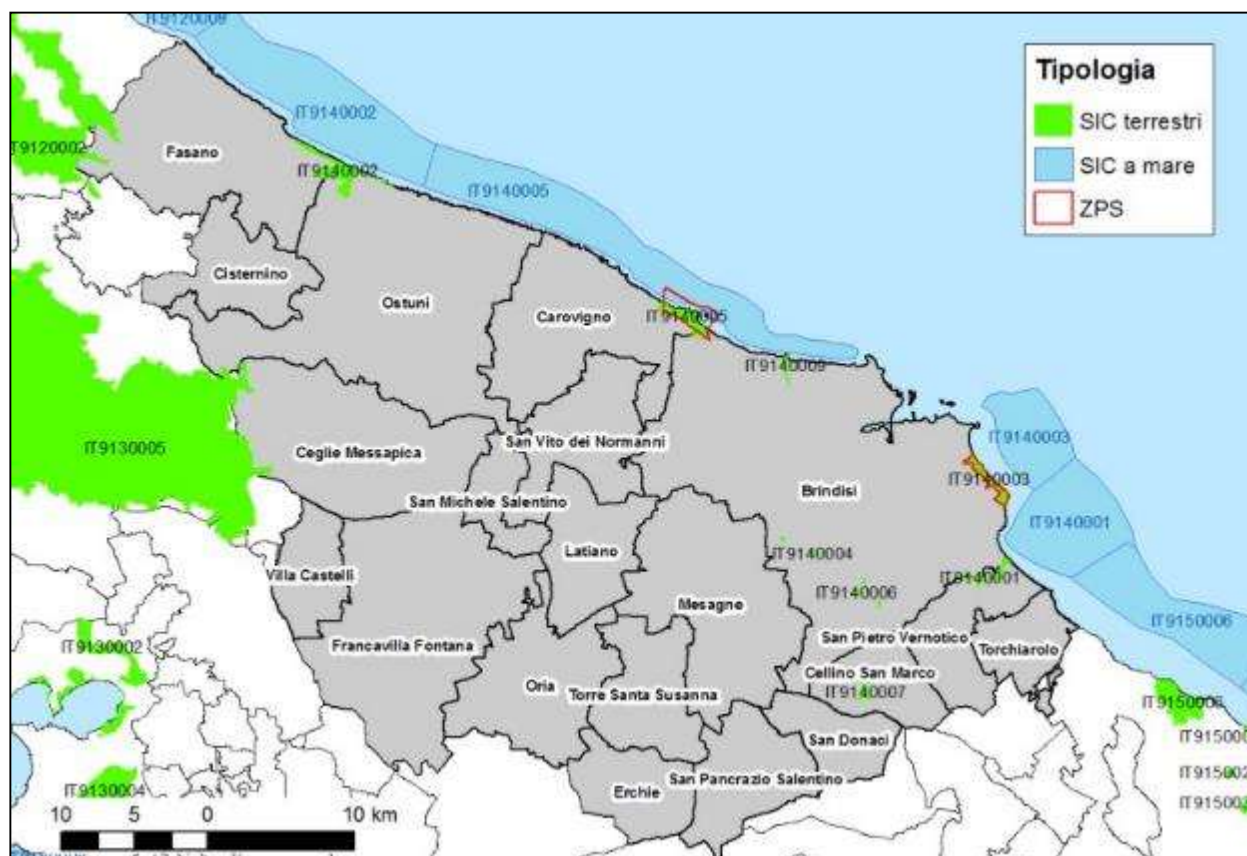 IT9120009
Tipologia
SIC terrestri
SIC a mare
ZPS
IT9140002
IT9120002
Fasano
IT9140002
IT9140005
Cisternino
Ostuni
Carovigno
IT9140005
IT9140009
IT9130005
San Vito dei Normanni
Ceglie Messapica
IT9140003
IT9140003
Brindisi
San Michele Salentino
IT9140001
Latiano
IT9140004
Villa Castelli
IT9140001
Mesagne
IT9140006
IT9150006
IT9130002
Francavilla Fontana
San Pietro Vernotico
Torchiarolo
Cellino San Marco
Oria
Torre Santa Susanna
IT9140007
IT9150006
San Donaci
San Pancrazio Salentino
Erchie
IT9130004
10 5 0 10 km